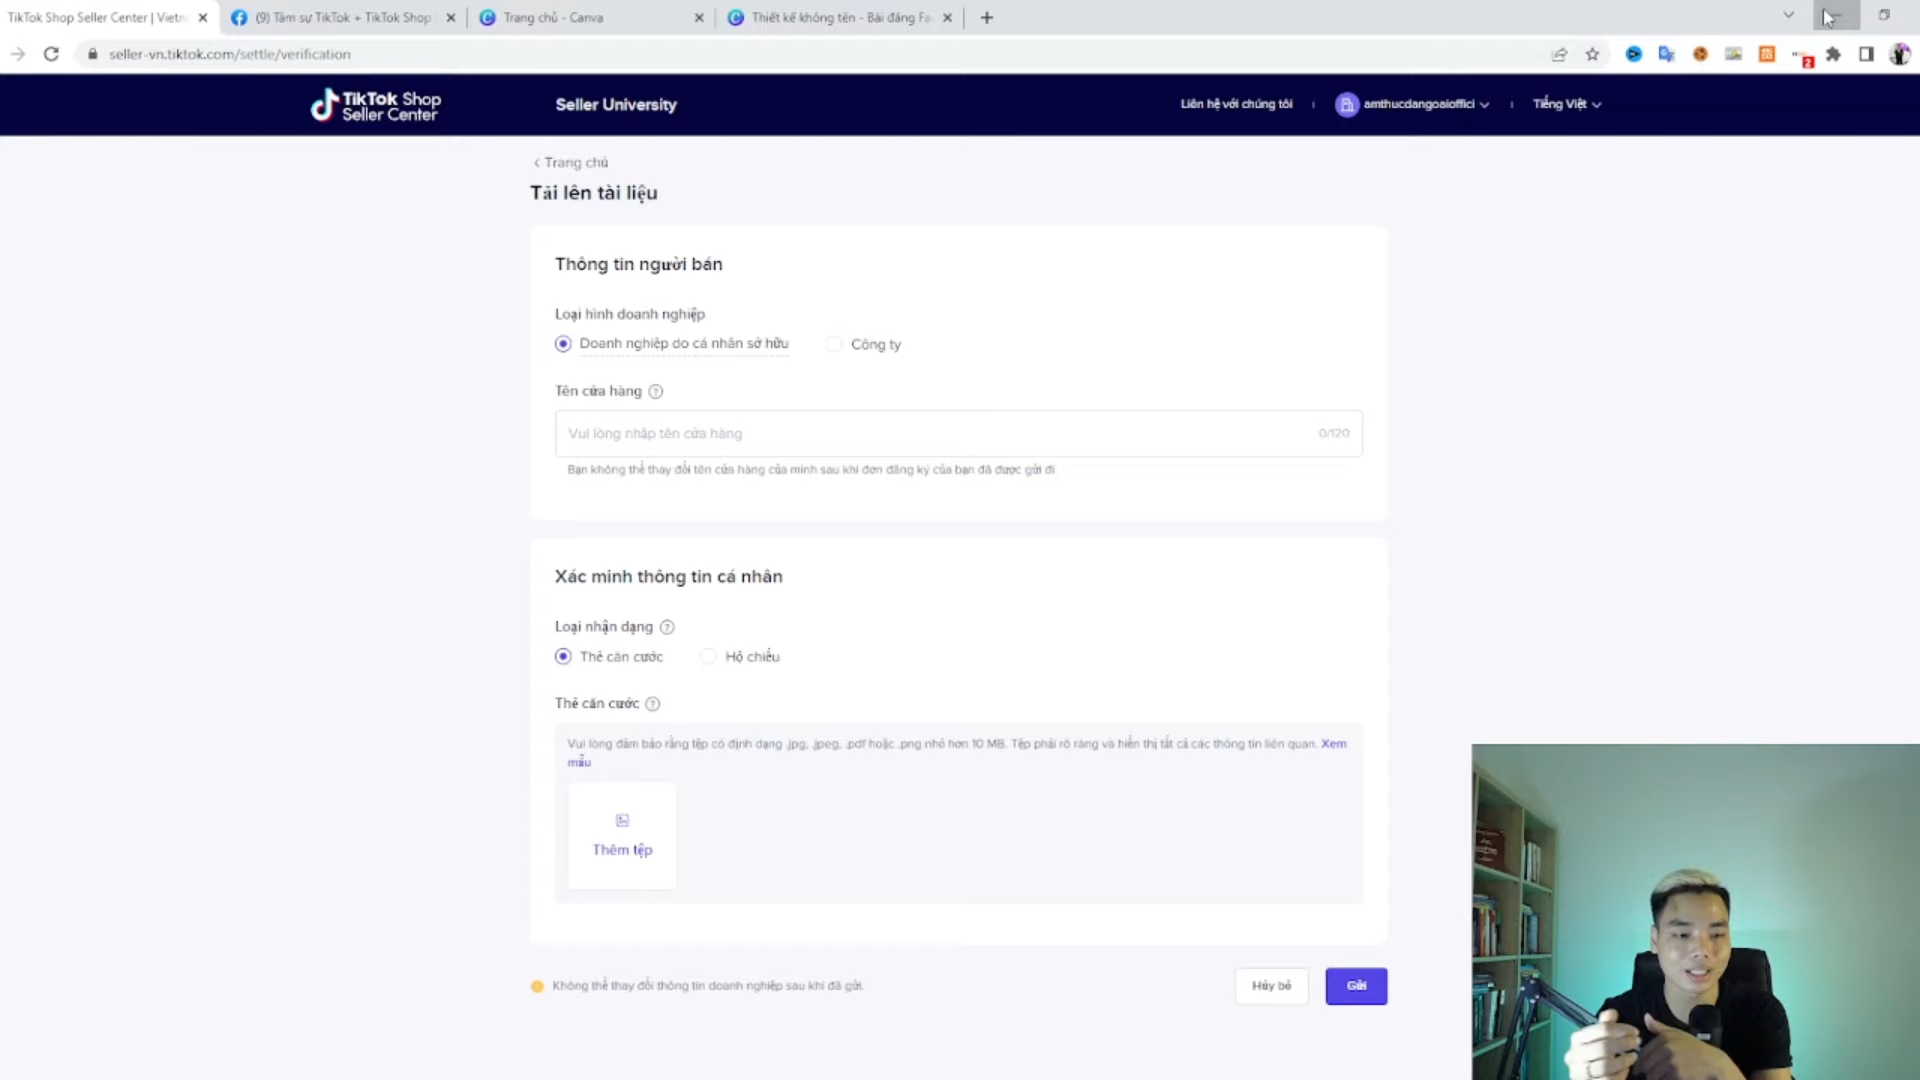 TikTok Shop Seller Center | Vietn
(9) Tâm sự TikTok + TikTok Shop
Trang chủ - Canva
Thiết kế không tên - Bài đăng Fa
seller-vn.tiktok.com/settle/verification
2
TikTok Shop
Seller Center
Seller University
Liên hệ với chúng tôi
amthucdangoaioffici
Tiếng Việt
< Trang chủ
Tải lên tài liệu
Thông tin người bán
Loại hình doanh nghiệp
Doanh nghiệp do cá nhân sở hữu
Công ty
Tên cửa hàng
Vui lòng nhập tên cửa hàng
0/120
Bạn không thể thay đổi tên cửa hàng của mình sau khi đơn đăng ký của bạn đã được gửi đi
Xác minh thông tin cá nhân
Loại nhận dạng
Thẻ căn cước
Hộ chiếu
Thẻ căn cước
Vui lòng đảm bảo rằng tệp có định dạng .jpg, .jpeg, .pdf hoặc .png nhỏ hơn 10 MB. Tệp phải rõ ràng và hiển thị tất cả các thông tin liên quan. Xem
mẫu
Thêm tệp
Không thể thay đổi thông tin doanh nghiệp sau khi đã gửi.
Hủy bỏ
Gửi